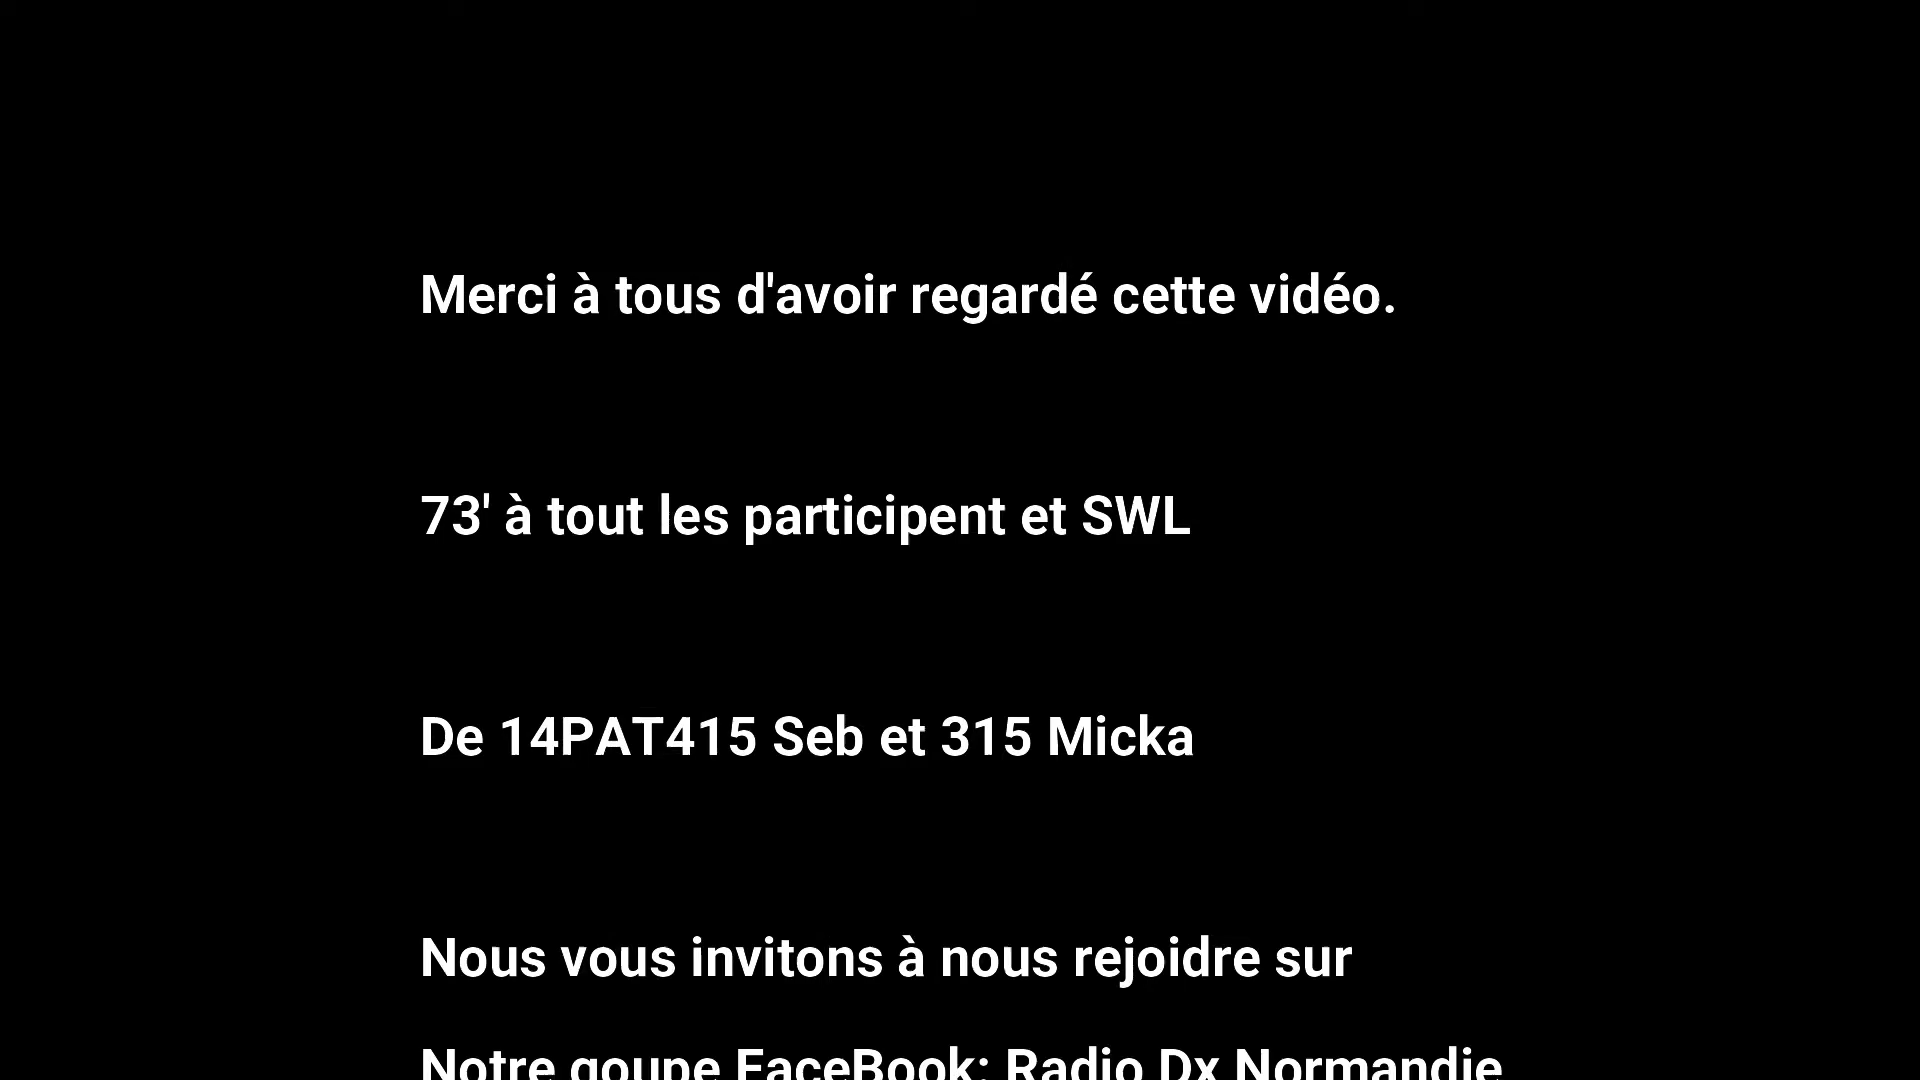 Merci à tous d'avoir regardé cette vidéo.
73' à tout les participent et SWL
De 14PAT415 Seb et 315 Micka
Nous vous invitons à nous rejoidre sur
Notre goupe FaceBook: Radio Dx Normandie